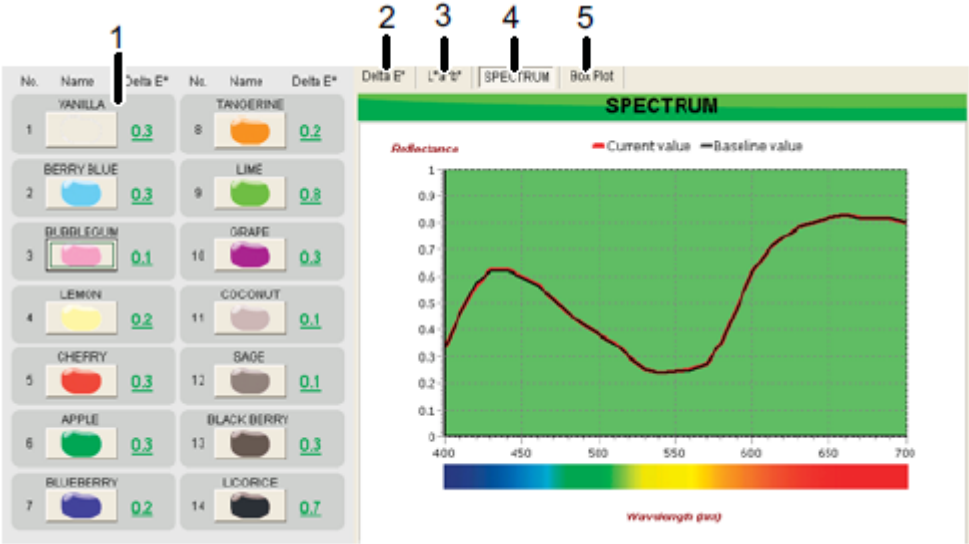 1 2 3 4 5
No. Name Delta E* No. Name Delta E*
Delta E* L*a*b* SPECTRUM Box Plot
SPECTRUM
VANILLA
1 0.3
TANGERINE
8 0.2
BERRY BLUE
2 0.3
LIME
9 0.8
BUBBLEGUM
3 0.1
GRAPE
10 0.3
LEMON
4 0.2
COCONUT
11 0.1
CHERRY
5 0.3
SAGE
12 0.1
APPLE
6 0.3
BLACK BERRY
13 0.3
BLUEBERRY
7 0.2
LICORICE
14 0.7
Reflectance
Current value Baseline value
1
0.9
0.8
0.7
0.6
0.5
0.4
0.3
0.2
0.1
0
400 450 500 550 600 650 700
Wavelength (nm)